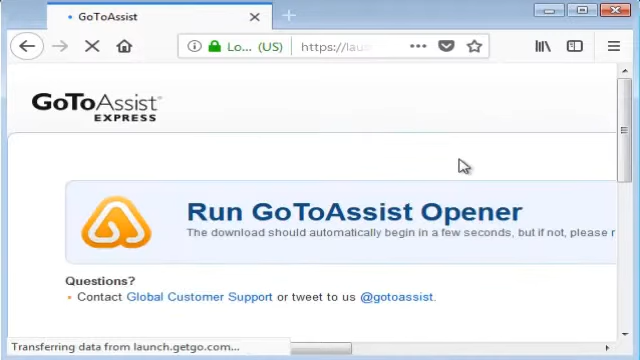 GoToAssist
Lo... (US)
https://lau
GoToAssist
EXPRESS
Run GoToAssist Opener
The download should automatically begin in a few seconds, but if not, please r
Questions?
Contact Global Customer Support or tweet to us @gotoassist.
Transferring data from launch.getgo.com...